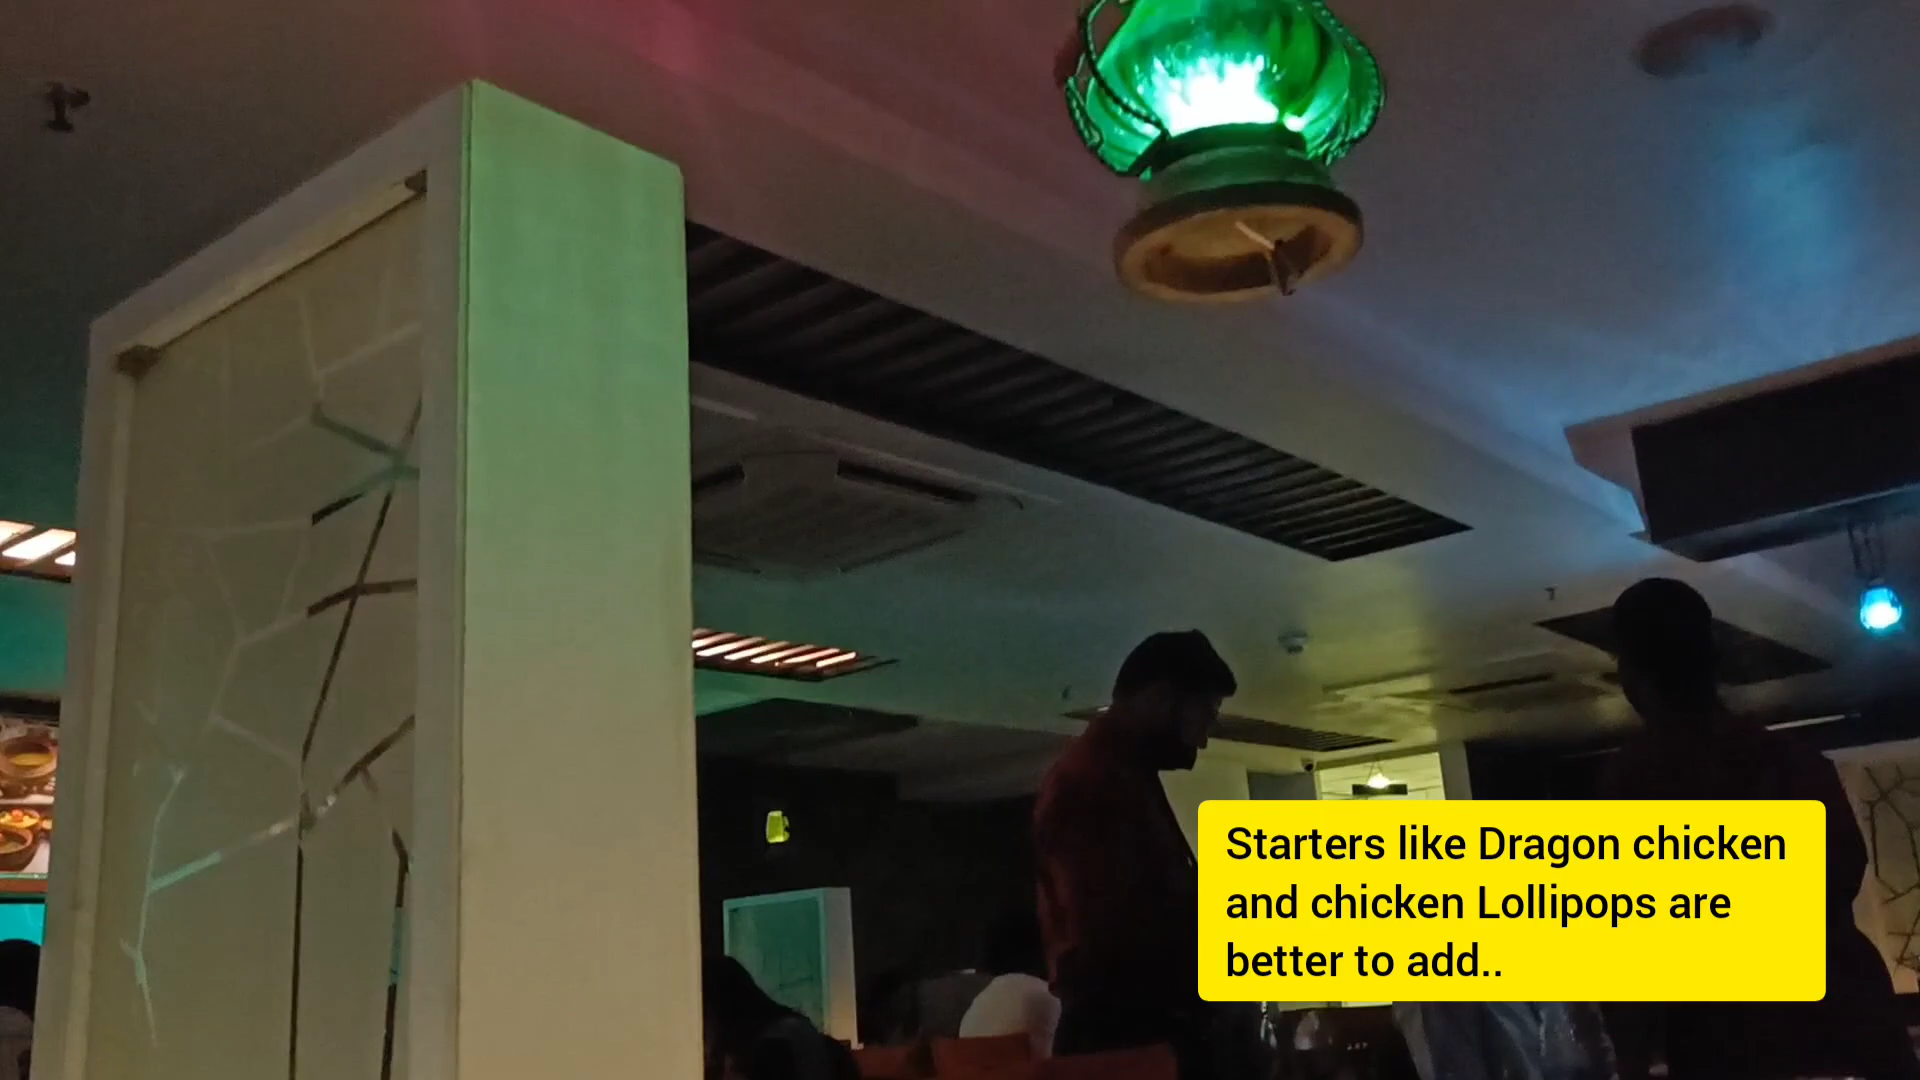 Starters like Dragon chicken
and chicken Lollipops are
better to add..